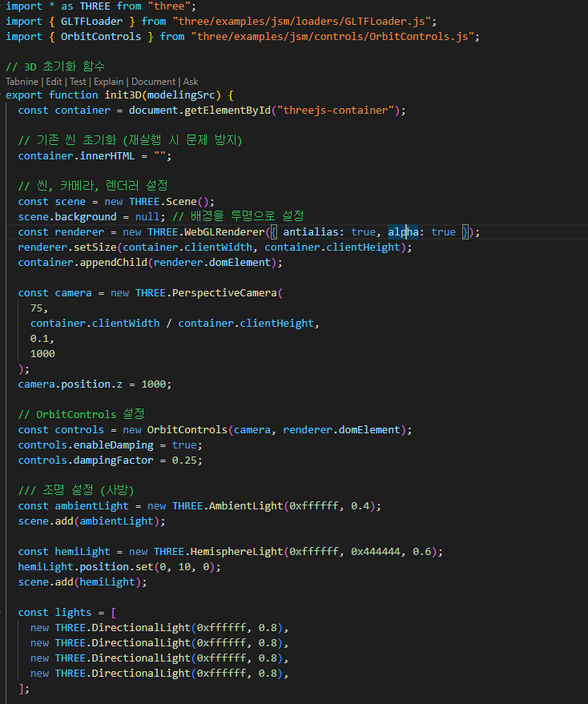 import * as THREE from "three";
import { GLTFLoader } from "three/examples/jsm/loaders/GLTFLoader.js";
import { OrbitControls } from "three/examples/jsm/controls/OrbitControls.js";
// 3D 초기화 함수
Tabnine | Edit | Test | Explain | Document | Ask
export function init3D(modelingSrc) {
  const container = document.getElementById("threejs-container");
  // 기존 씬 초기화 (재실행 시 문제 방지)
  container.innerHTML = "";
  // 씬, 카메라, 렌더러 설정
  const scene = new THREE.Scene();
  scene.background = null; // 배경을 투명으로 설정
  const renderer = new THREE.WebGLRenderer({ antialias: true, alpha: true });
  renderer.setSize(container.clientWidth, container.clientHeight);
  container.appendChild(renderer.domElement);
  const camera = new THREE.PerspectiveCamera(
    75,
    container.clientWidth / container.clientHeight,
    0.1,
    1000
  );
  camera.position.z = 1000;
  // OrbitControls 설정
  const controls = new OrbitControls(camera, renderer.domElement);
  controls.enableDamping = true;
  controls.dampingFactor = 0.25;
  /// 조명 설정 (사방)
  const ambientLight = new THREE.AmbientLight(0xffffff, 0.4);
  scene.add(ambientLight);
  const hemiLight = new THREE.HemisphereLight(0xffffff, 0x444444, 0.6);
  hemiLight.position.set(0, 10, 0);
  scene.add(hemiLight);
  const lights = [
    new THREE.DirectionalLight(0xffffff, 0.8),
    new THREE.DirectionalLight(0xffffff, 0.8),
    new THREE.DirectionalLight(0xffffff, 0.8),
    new THREE.DirectionalLight(0xffffff, 0.8),
  ];